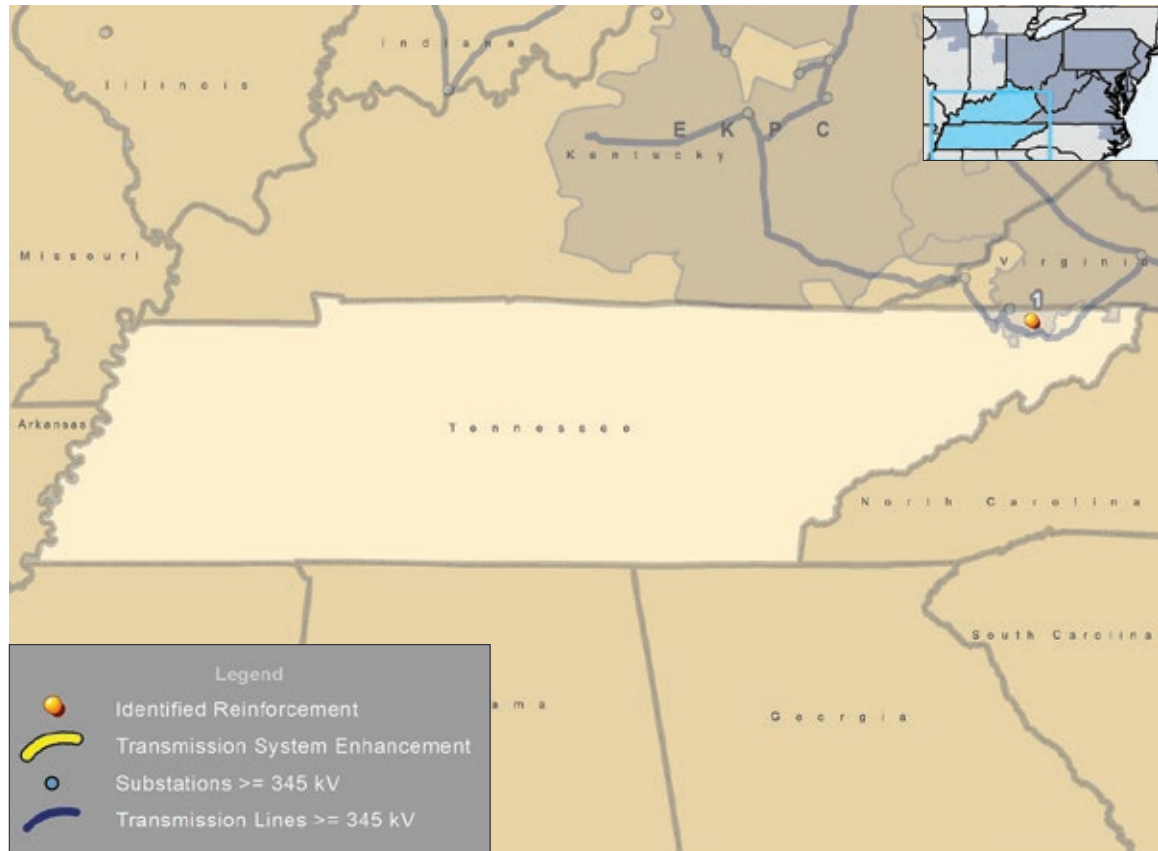 Indiana
Illinois
EKPC
Kentucky
Missouri
Virginia
1
Arkansas
Tennessee
North Carolina
South Carolina
ama
Georgia
Legend
Identified Reinforcement
Transmission System Enhancement
Substations >= 345 kV
Transmission Lines >= 345 kV